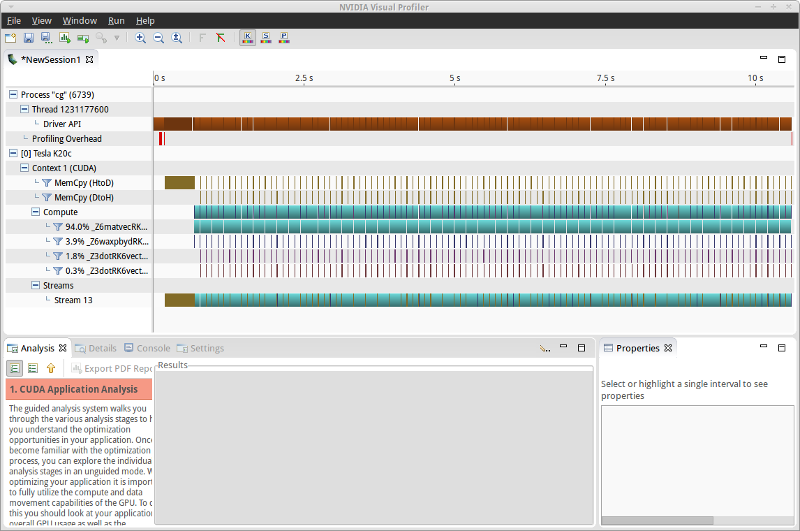 NVIDIA Visual Profiler
File View Window Run Help
*NewSession1
0 s 2.5 s 5 s 7.5 s 10 s
Process "cg" (6739)
Thread 1231177600
Driver API
Profiling Overhead
[0] Tesla K20c
Context 1 (CUDA)
MemCpy (HtoD)
MemCpy (DtoH)
Compute
94.0% _Z6matvecRK...
3.9% _Z6waxpbydRK...
1.8% _Z3dotRK6vect...
0.3% _Z3dotRK6vect...
Streams
Stream 13
Analysis Details Console Settings
Properties
Export PDF Repo
Results
1. CUDA Application Analysis
The guided analysis system walks you
through the various analysis stages to h
you understand the optimization
opportunities in your application. Once
become familiar with the optimization
process, you can explore the individua
analysis stages in an unguided mode. W
optimizing your application it is import
to fully utilize the compute and data
movement capabilities of the GPU. To d
this you should look at your application
overall GPU usage as well as the
Select or highlight a single interval to see
properties